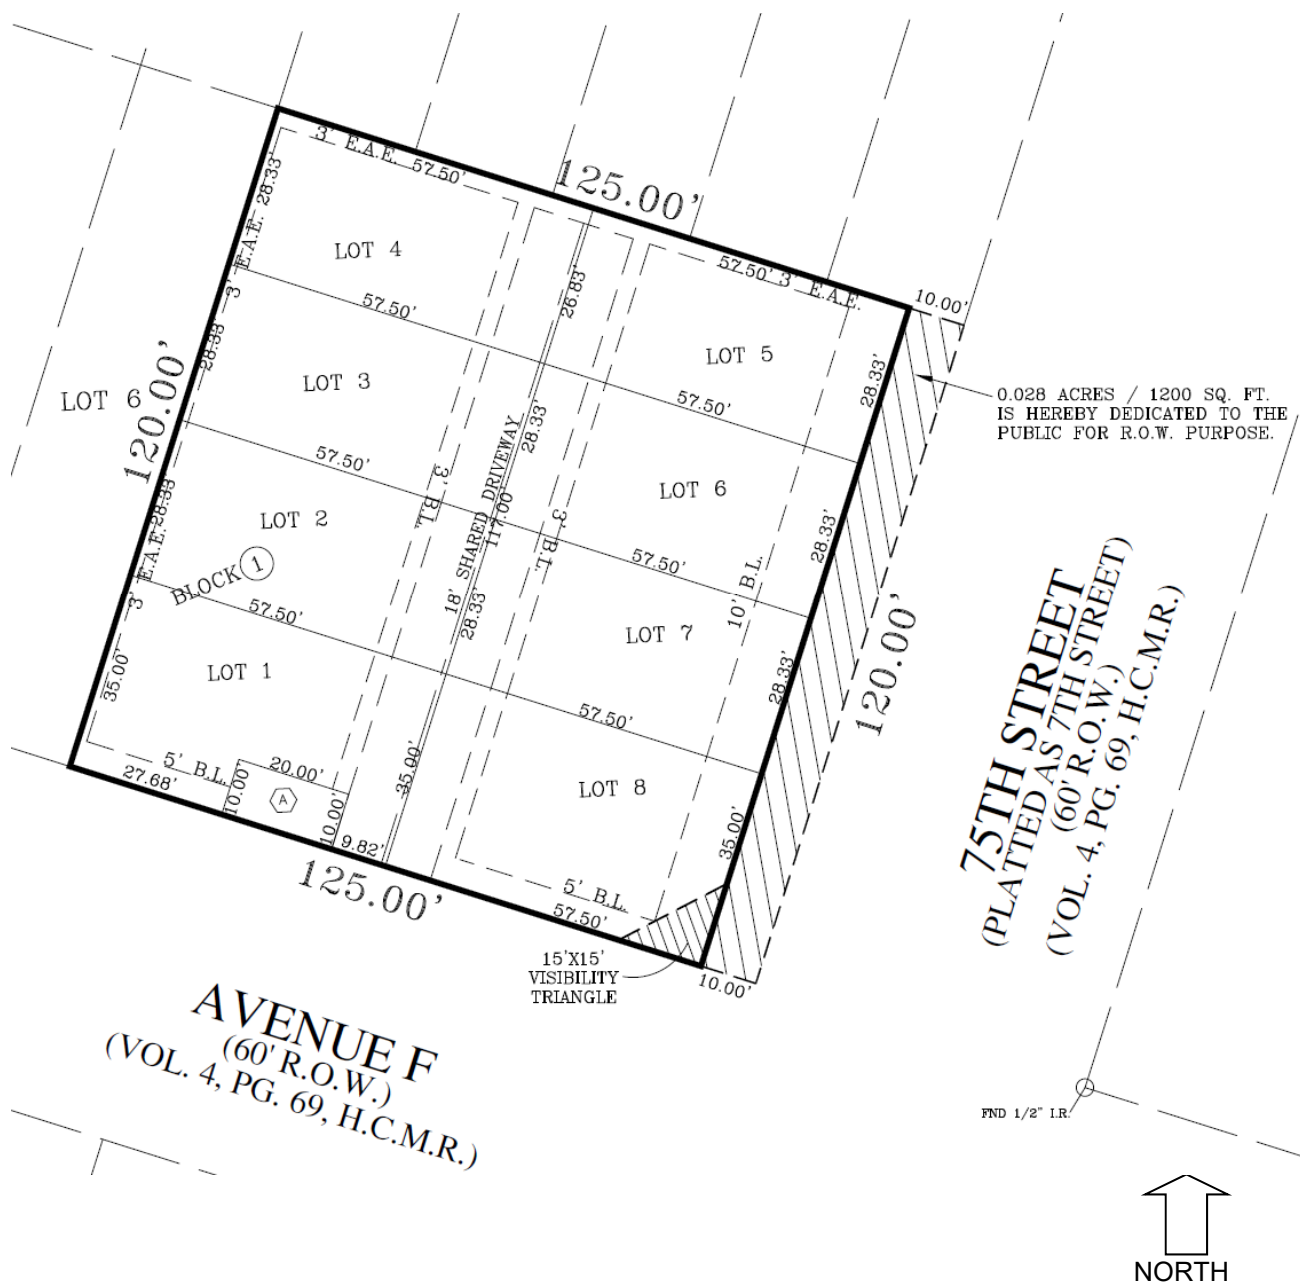 3' E.A.E. 57.50'
125.00'
28.33'
3' E.A.E.
LOT 4
57.50' 3' E.A.E.
10.00'
26.83'
57.50'
LOT 5
28.33'
0.028 ACRES / 1200 SQ. FT.
IS HEREBY DEDICATED TO THE
PUBLIC FOR R.O.W. PURPOSE.
28.33'
LOT 3
LOT 6
120.00'
57.50'
28.33'
18' SHARED DRIVEWAY
117.00'
57.50'
3' B.L.
LOT 6
28.33'
3' E.A.E.
LOT 2
3' B.L.
28.33'
57.50'
10' B.L.
BLOCK 1
57.50'
28.33'
LOT 7
120.00'
28.33'
75TH STREET
(PLATTED AS 7TH STREET)
(60' R.O.W.)
(VOL. 4, PG. 69, H.C.M.R.)
LOT 1
35.00'
57.50'
5' B.L.
27.68'
20.00'
10.00'
A
10.00'
9.82'
35.00'
LOT 8
35.00'
125.00'
5' B.L.
57.50'
15'X15'
VISIBILITY
TRIANGLE
10.00'
AVENUE F
(60' R.O.W.)
(VOL. 4, PG. 69, H.C.M.R.)
FND 1/2" I.R.
NORTH